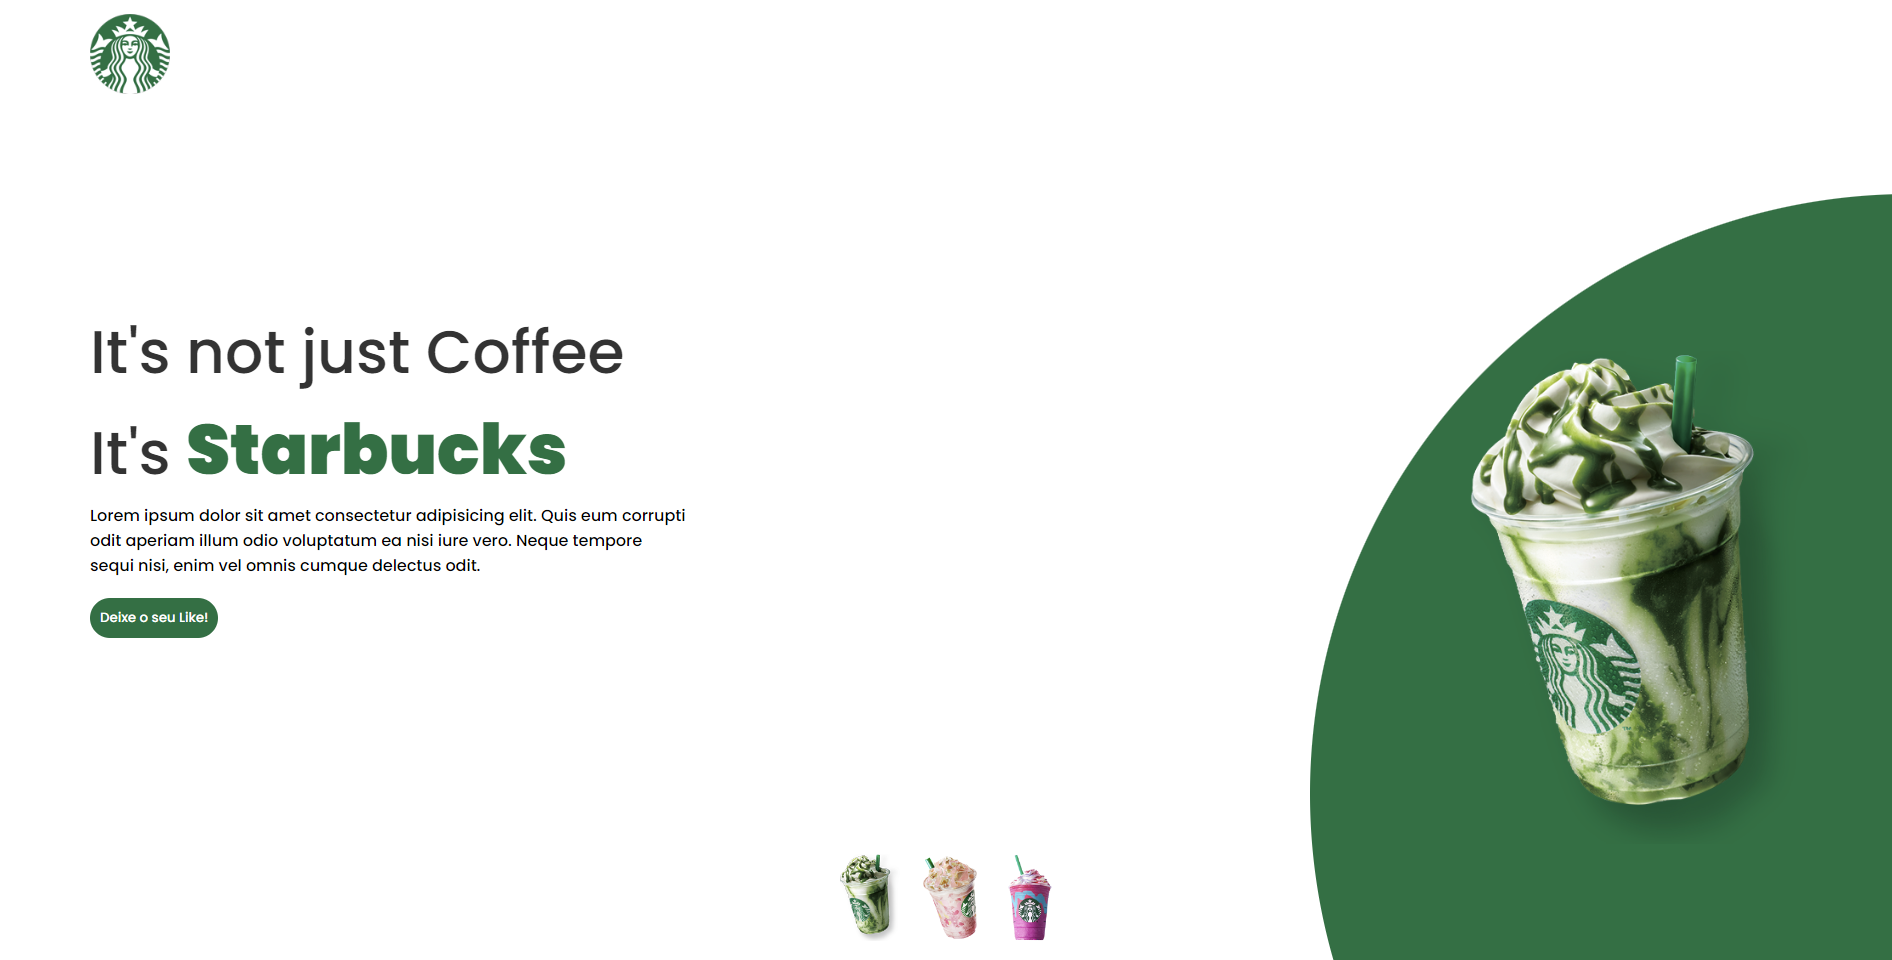 It's not just Coffee
It's Starbucks
Lorem ipsum dolor sit amet consectetur adipisicing elit. Quis eum corrupti
odit aperiam illum odio voluptatum ea nisi iure vero. Neque tempore
sequi nisi, enim vel omnis cumque delectus odit.
Deixe o seu Like!